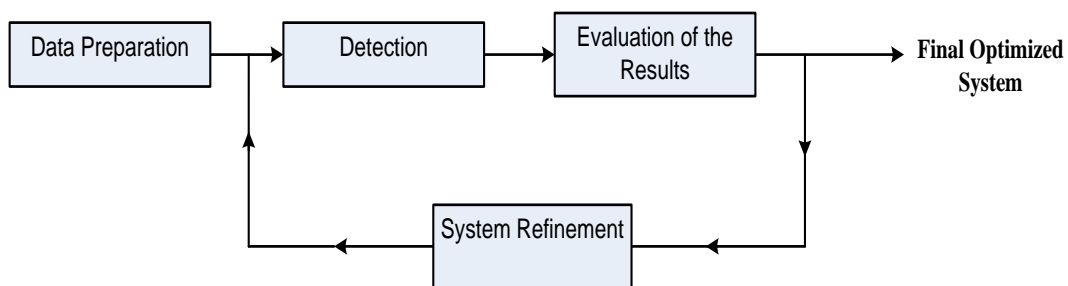 Data Preparation
Detection
Evaluation of the
Results
Final Optimized
System
System Refinement